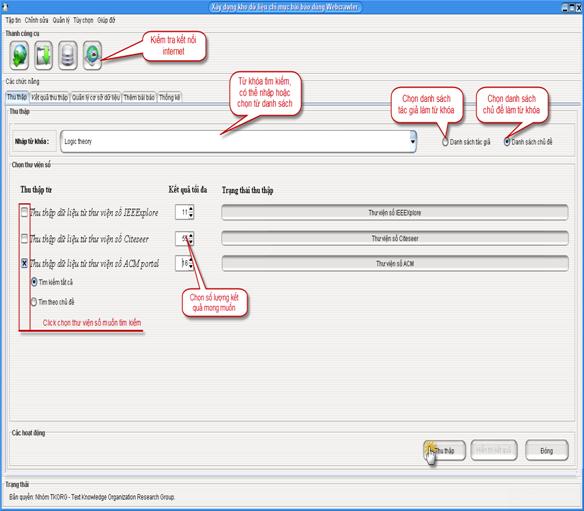 Xây dựng kho dữ liệu chỉ mục bài báo dùng Webcrawler
Tập tin Chỉnh sửa Quản lý Tùy chọn Giúp đỡ
Thanh công cụ
Kiểm tra kết nối
internet
Các chức năng
Từ khóa tìm kiếm,
có thể nhập hoặc
chọn từ danh sách
Chọn danh sách
tác giả làm từ khóa
Chọn danh sách
chủ đề làm từ khóa
Thu thập Kết quả thu thập Quản lý cơ sở dữ liệu Thêm bài báo Thống kê
Thu thập
Nhập từ khóa: Logic theory Danh sách tác giả Danh sách chủ đề
Chọn thư viện số
Thu thập từ Kết quả tối đa Trạng thái thu thập
Thu thập dữ liệu từ thư viện số IEEExplore 11 Thư viện số IEEExplore
Thu thập dữ liệu từ thư viện số Citeseer Thư viện số Citeseer
Thu thập dữ liệu từ thư viện số ACM portal 16 Thư viện số ACM
Tìm kiếm tất cả
Tìm theo chủ đề
Chọn số lượng kết
quả mong muốn
Click chọn thư viện số muốn tìm kiếm
Các hoạt động
Thu thập Hiển thị kết quả Đóng
Trạng thái
Bản quyền: Nhóm TKORG - Text Knowledge Organization Research Group.